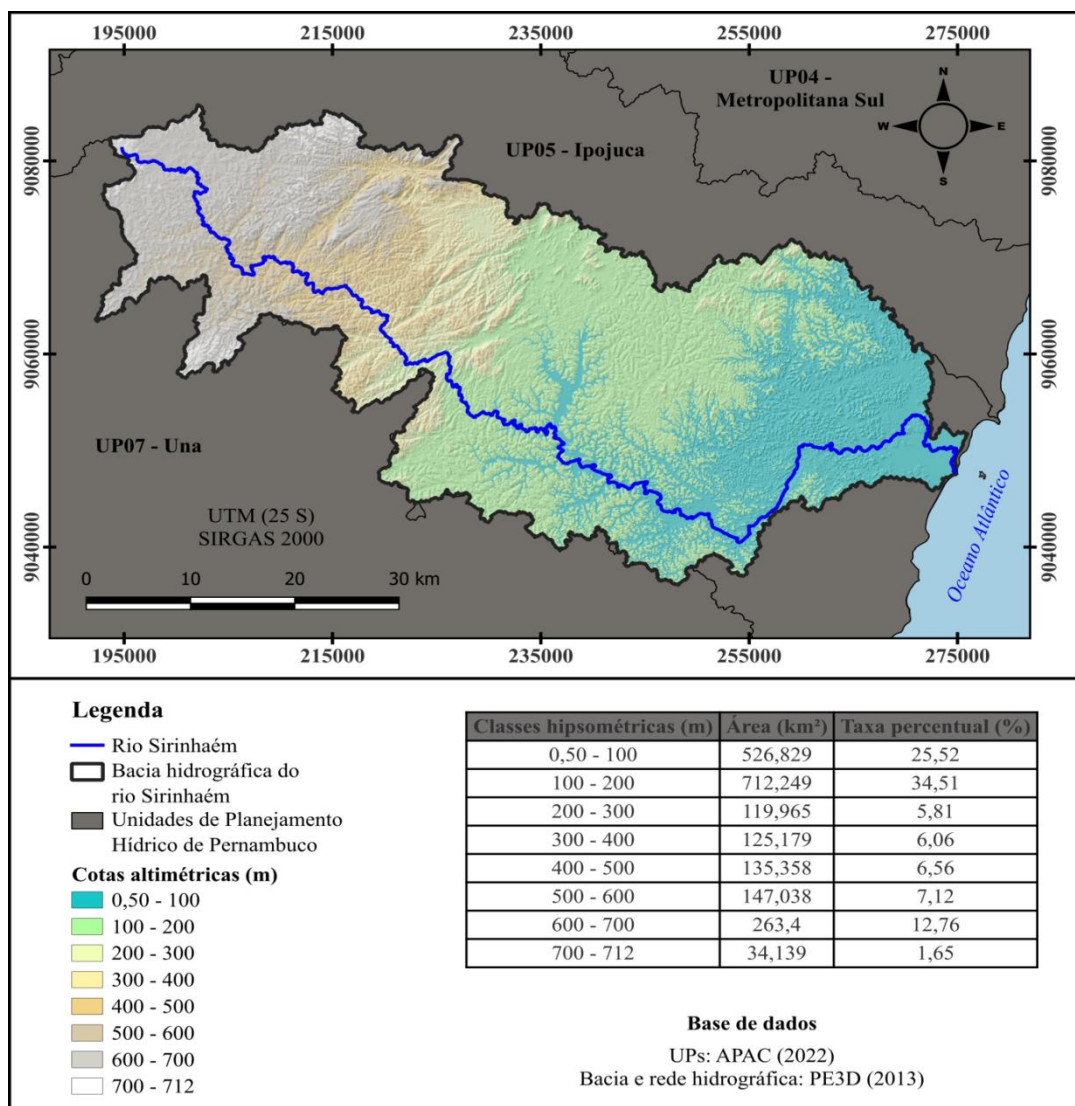 195000 215000 235000 255000 275000
UP04 -
Metropolitana Sul
N
W E
S
UP05 - Ipojuca
9080000 9080000
9060000 9060000
UP07 - Una
UTM (25 S)
SIRGAS 2000
9040000 9040000
Oceano Atlântico
0 10 20 30 km
195000 215000 235000 255000 275000
Legenda
Rio Sirinhaém
Bacia hidrográfica do
rio Sirinhaém
Unidades de Planejamento
Hídrico de Pernambuco
Cotas altimétricas (m)
0,50 - 100
100 - 200
200 - 300
300 - 400
400 - 500
500 - 600
600 - 700
700 - 712
Classes hipsométricas (m) Área (km²) Taxa percentual (%)
0,50 - 100 526,829 25,52
100 - 200 712,249 34,51
200 - 300 119,965 5,81
300 - 400 125,179 6,06
400 - 500 135,358 6,56
500 - 600 147,038 7,12
600 - 700 263,4 12,76
700 - 712 34,139 1,65
Base de dados
UPs: APAC (2022)
Bacia e rede hidrográfica: PE3D (2013)